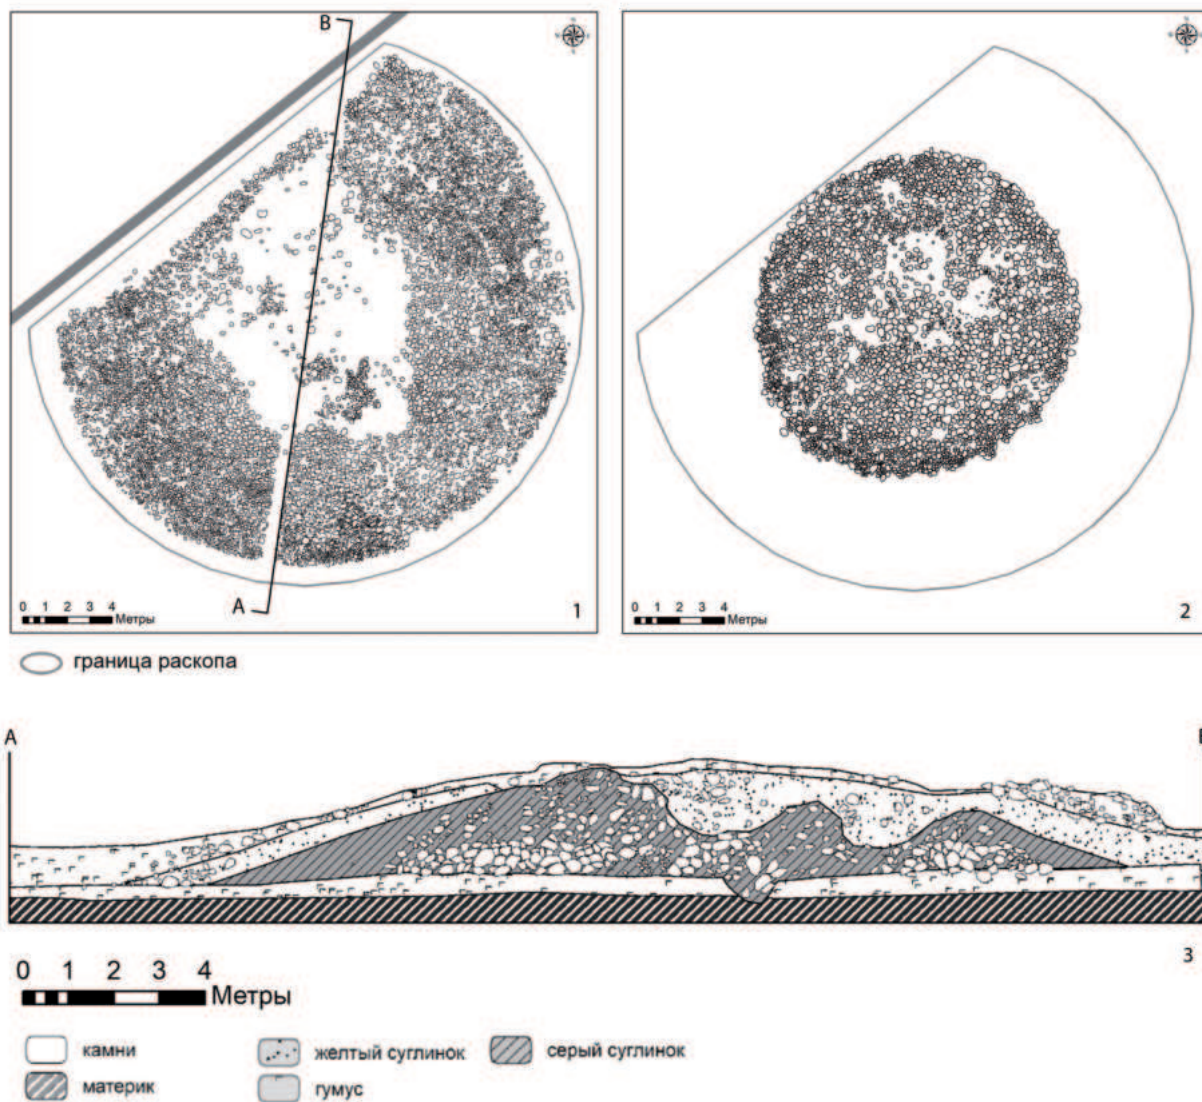 B
A
0 1 2 3 4
Метры
1
0 1 2 3 4
Метры
2
граница раскопа
A
3
0 1 2 3 4
Метры
камни
желтый суглинок
серый суглинок
материк
гумус